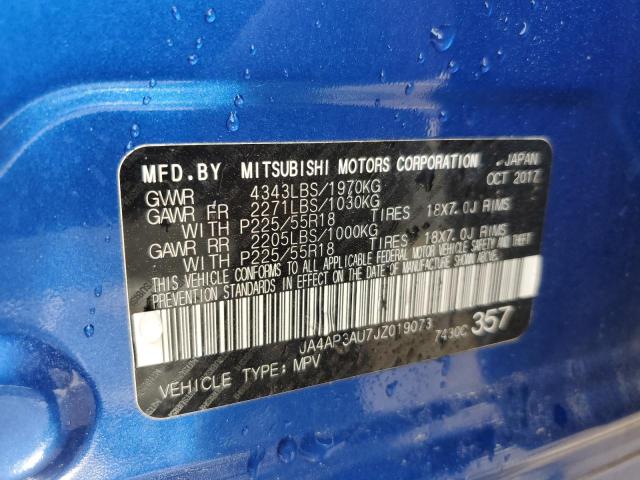 MFD.BY MITSUBISHI MOTORS CORPORATION JAPAN
GVWR 4343LBS/1970KG OCT 2017
GAWR FR 2271LBS/1030KG
WITH P225/55R18 TIRES 18X7.0J RIMS
GAWR RR 2205LBS/1000KG
WITH P225/55R18 TIRES 18X7.0J RIMS
THIS VEHICLE CONFORMS TO ALL APPLICABLE FEDERAL MOTOR VEHICLE SAFETY AND THEFT
PREVENTION STANDARDS IN EFFECT ON THE DATE OF MANUFACTURE SHOWN ABOVE.
JA4AP3AU7JZ019073 7430C 357
VEHICLE TYPE: MPV